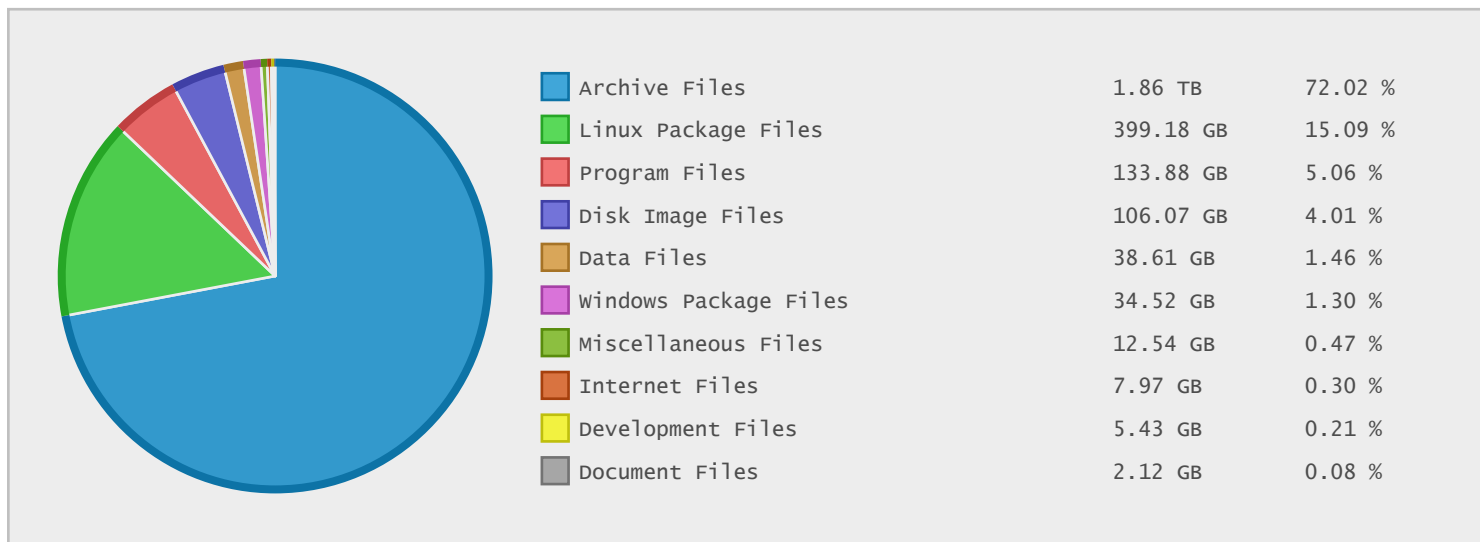 Archive Files 1.86 TB 72.02 %
Linux Package Files 399.18 GB 15.09 %
Program Files 133.88 GB 5.06 %
Disk Image Files 106.07 GB 4.01 %
Data Files 38.61 GB 1.46 %
Windows Package Files 34.52 GB 1.30 %
Miscellaneous Files 12.54 GB 0.47 %
Internet Files 7.97 GB 0.30 %
Development Files 5.43 GB 0.21 %
Document Files 2.12 GB 0.08 %